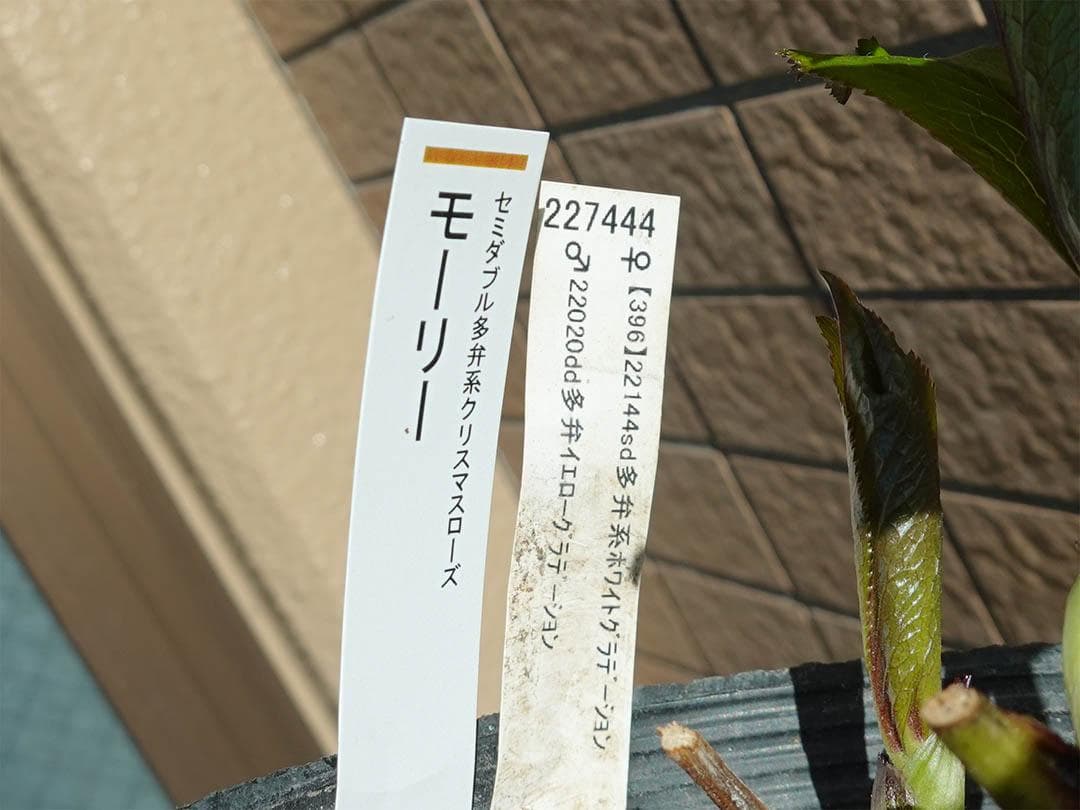 セミダブル多弁系クリスマスローズ
モーリー
227444
♀【396】22144sd多弁系ホワイトグラデーション
♂22020dd多弁イエローグラデーション